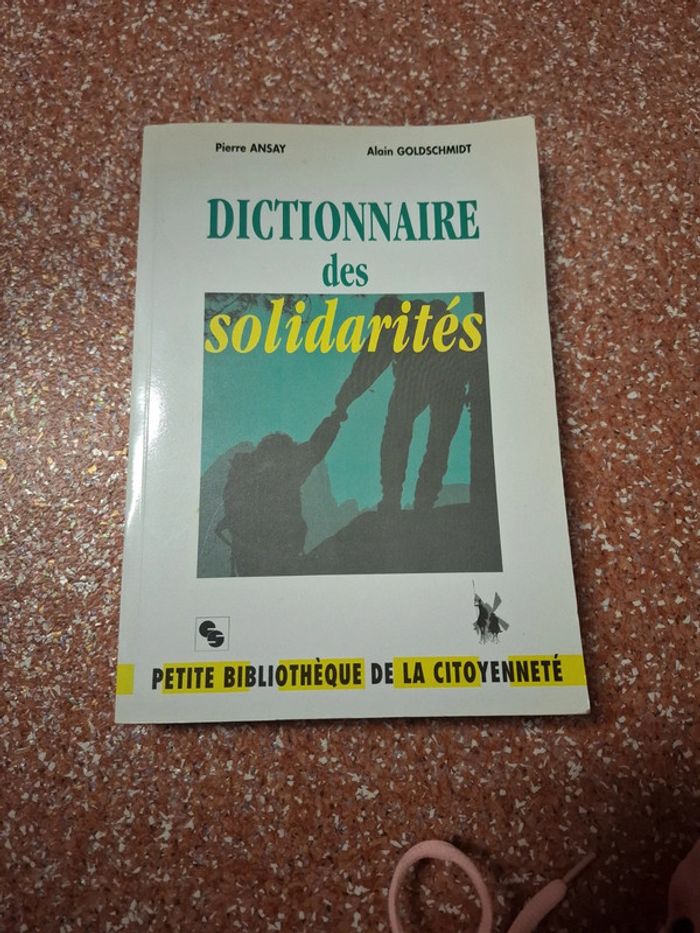 Pierre ANSAY Alain GOLDSCHMIDT
DICTIONNAIRE
des
solidarités
PETITE BIBLIOTHÈQUE DE LA CITOYENNETÉ